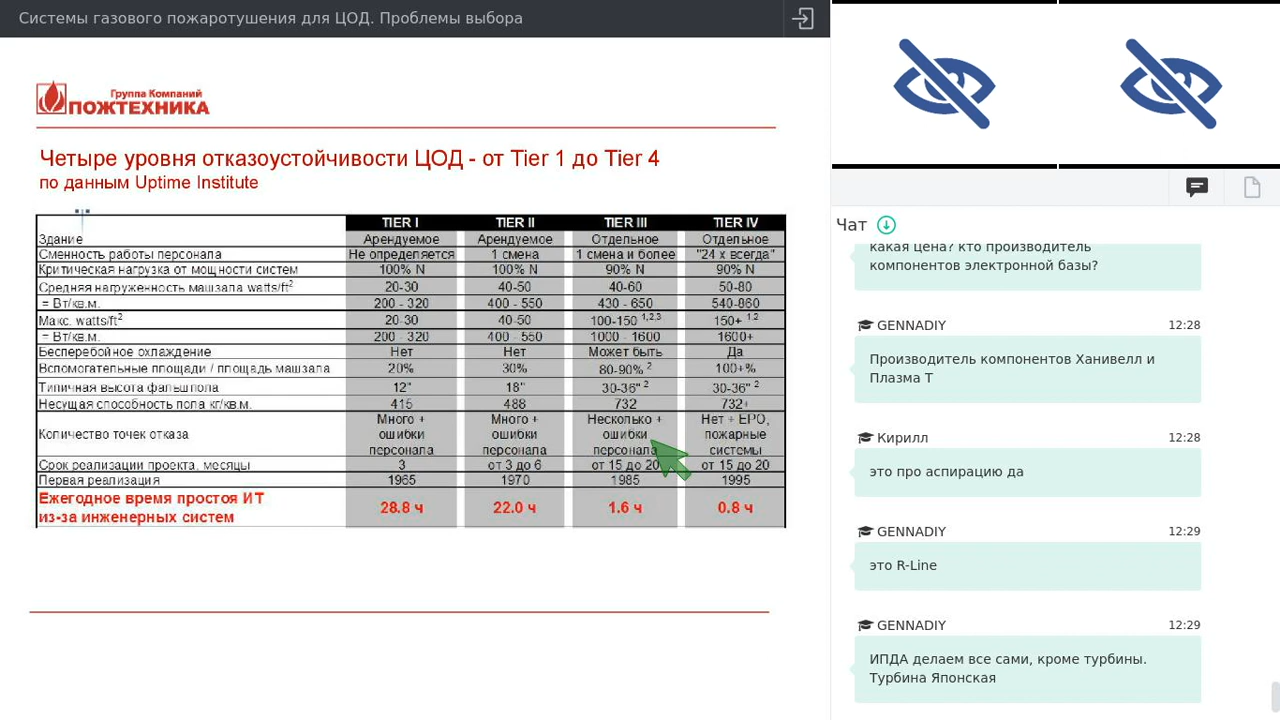 Системы газового пожаротушения для ЦОД. Проблемы выбора
Группа Компаний
ПОЖТЕХНИКА
Четыре уровня отказоустойчивости ЦОД - от Tier 1 до Tier 4
по данным Uptime Institute
TIER I TIER II TIER III TIER IV
Здание Арендуемое Арендуемое Отдельное Отдельное
Сменность работы персонала Не определяется 1 смена 1 смена и более "24 x всегда"
Критическая нагрузка от мощности систем 100% N 100% N 90% N 90% N
Средняя нагруженность машзала watts/ft2 20-30 40-50 40-60 50-80
= Вт/кв.м. 200 - 320 400 - 550 430 - 650 540-860
Макс. watts/ft2 20-30 40-50 100-150 1,2,3 150+ 1,2
= Вт/кв.м. 200 - 320 400 - 550 1000 - 1600 1600+
Бесперебойное охлаждение Нет Нет Может быть Да
Вспомогательные площади / площадь машзала 20% 30% 80-90% 2 100+%
Типичная высота фальшпола 12" 18" 30-36" 2 30-36" 2
Несущая способность пола кг/кв.м. 415 488 732 732+
Количество точек отказа Много + ошибки персонала Много + ошибки персонала Несколько + ошибки персонала Нет + EPO, пожарные системы
Срок реализации проекта, месяцы 3 от 3 до 6 от 15 до 20 от 15 до 20
Первая реализация 1965 1970 1985 1995
Ежегодное время простоя ИТ
из-за инженерных систем 28.8 ч 22.0 ч 1.6 ч 0.8 ч
Чат
какая цена? кто производитель
компонентов электронной базы?
GENNADIY 12:28
Производитель компонентов Ханивелл и
Плазма Т
Кирилл 12:28
это про аспирацию да
GENNADIY 12:29
это R-Line
GENNADIY 12:29
ИПДА делаем все сами, кроме турбины.
Турбина Японская